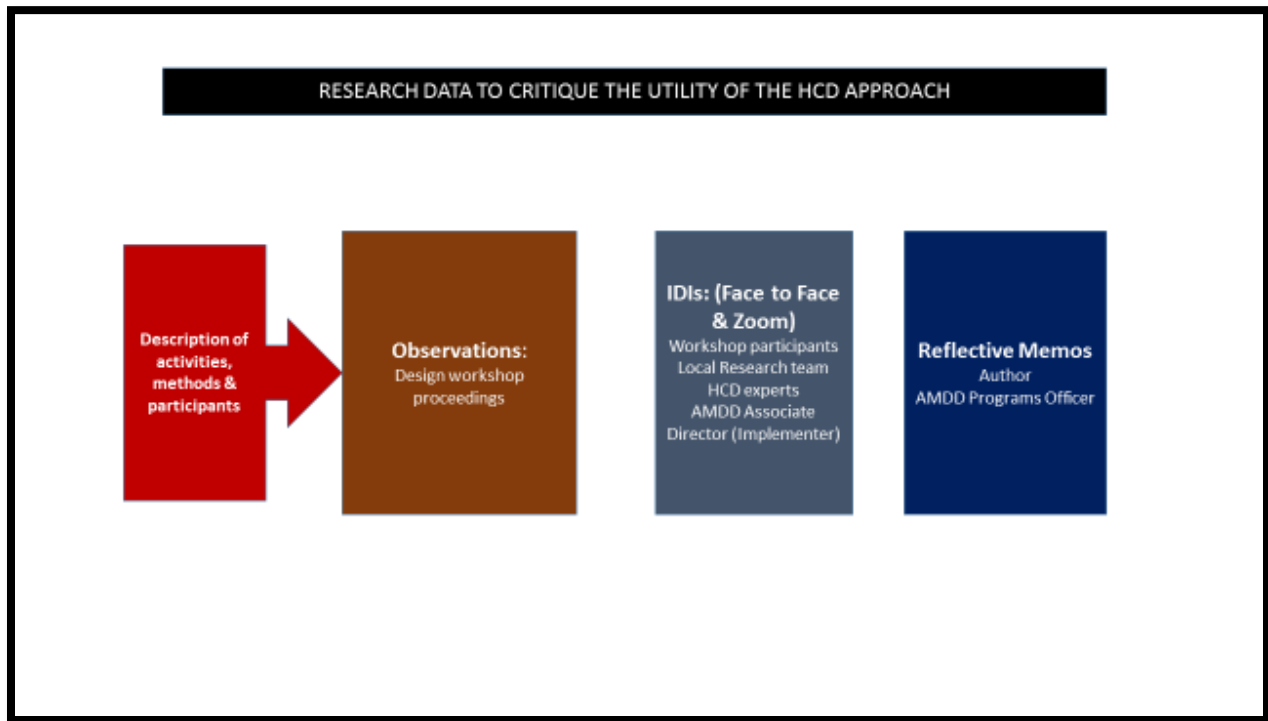 RESEARCH DATA TO CRITIQUE THE UTILITY OF THE HCD APPROACH
Description of
activities,
methods &
participants
Observations:
Design workshop
proceedings
IDIs: (Face to Face
& Zoom)
Workshop participants
Local Research team
HCD experts
AMDD Associate
Director (Implementer)
Reflective Memos
Author
AMDD Programs Officer